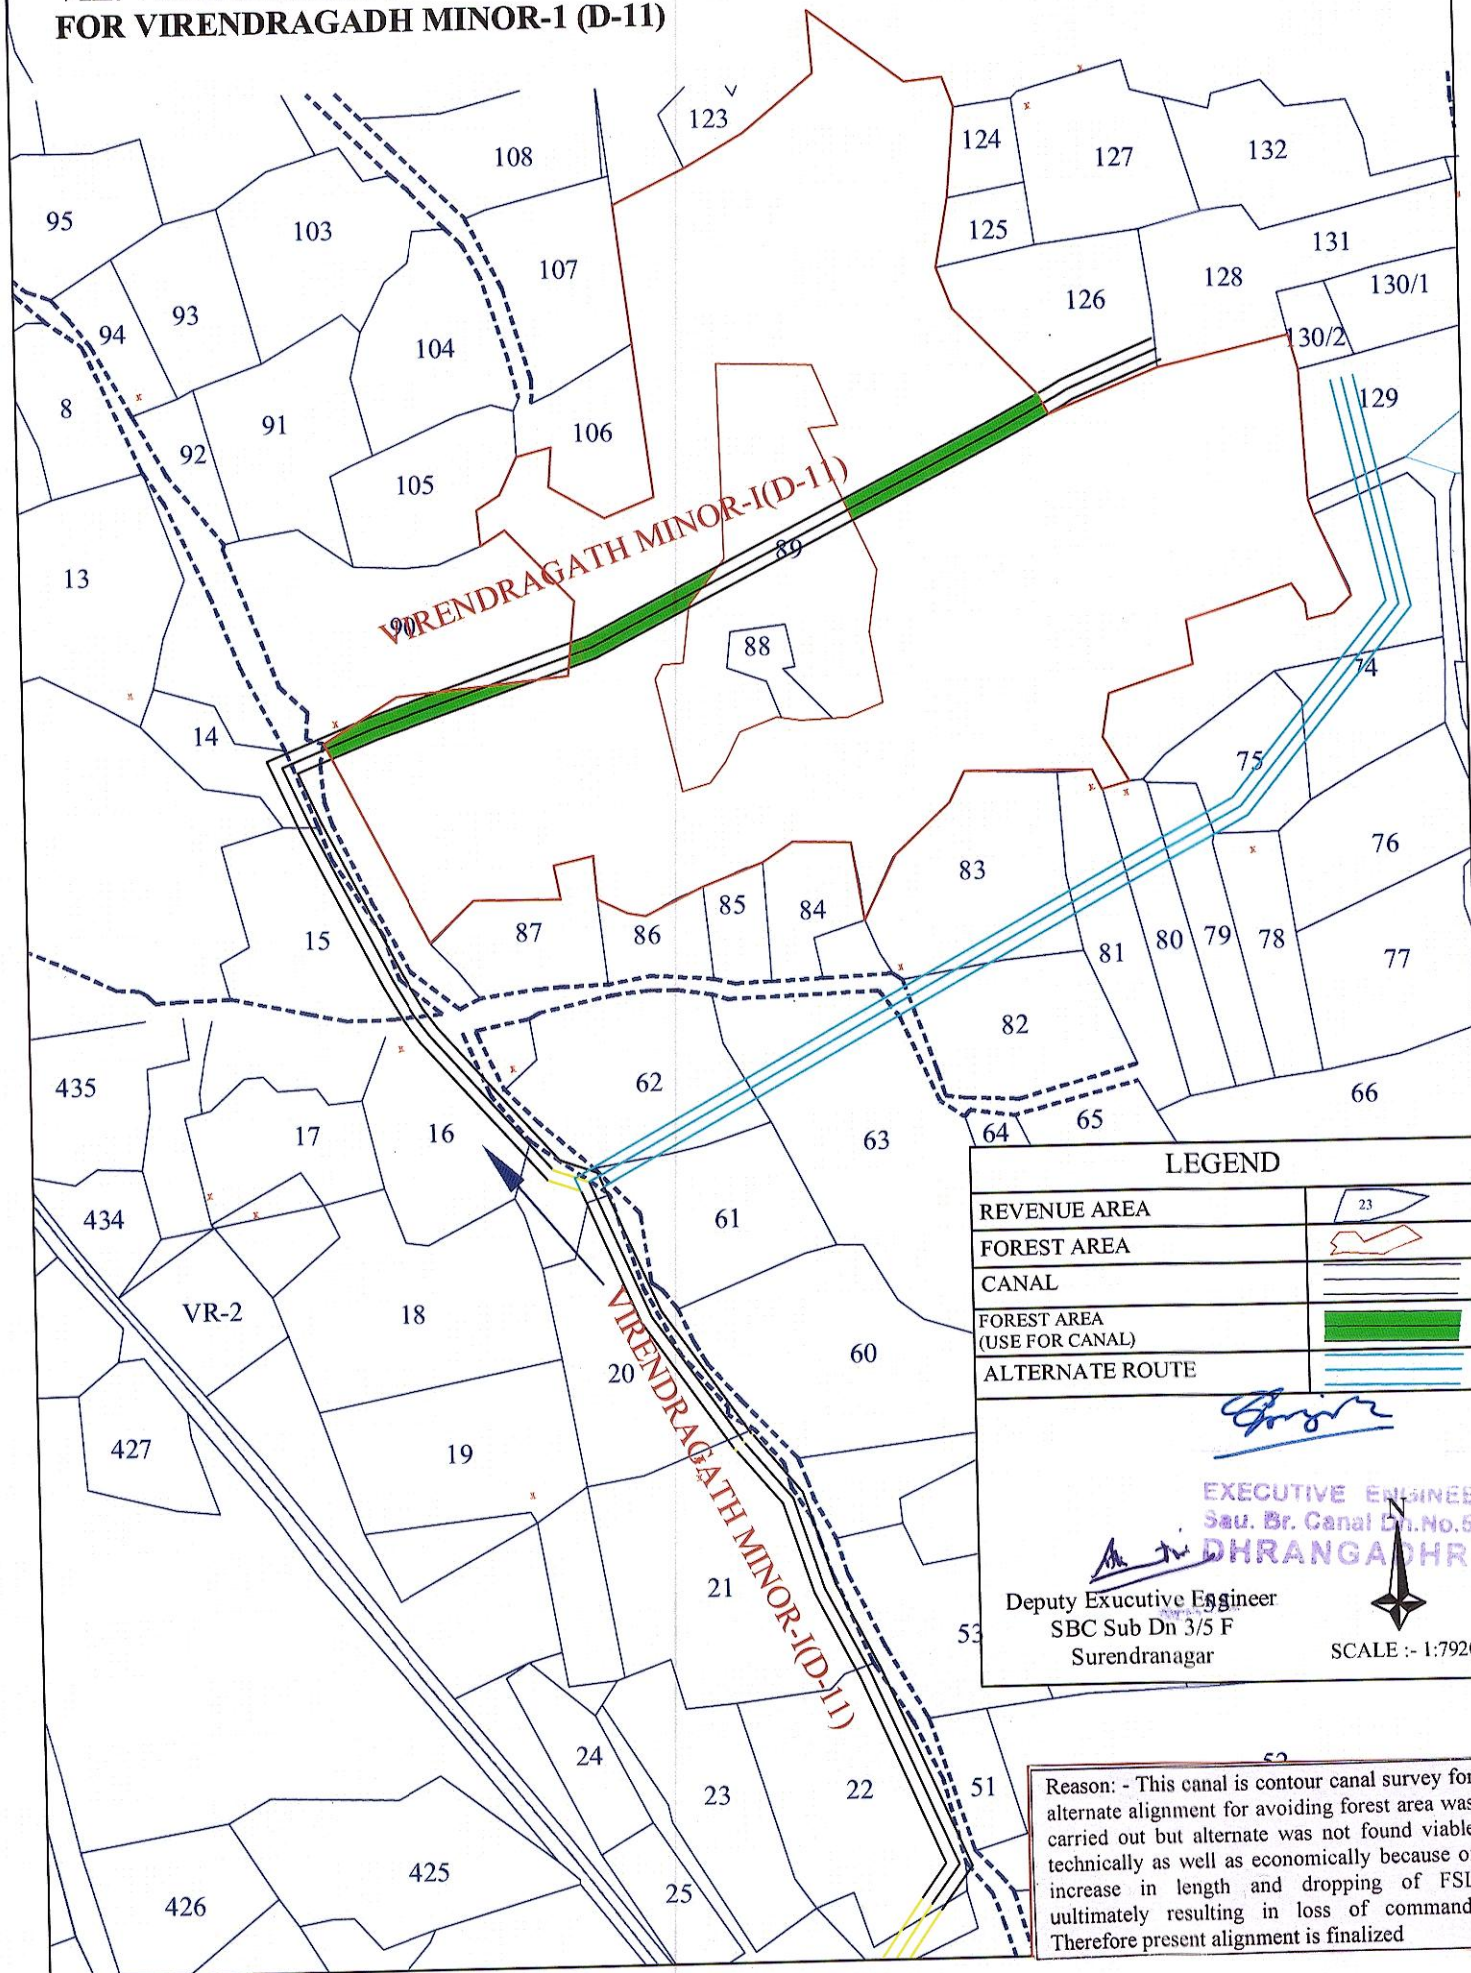 FOR VIRENDRAGADH MINOR-1 (D-11)
123
108
124
127
132
95
103
125
107
131
128
126
130/1
94
93
104
130/2
8
129
91
106
92
105
VIRENDRAGATH MINOR-I(D-11)
89
13
90
88
74
14
75
76
83
85
84
15
87
86
81
80
79
78
77
82
435
62
66
17
16
63
64
65
434
61
VR-2
18
60
20
VIRENDRAGATH MINOR-I(D-11)
427
19
21
53
24
23
22
51
52
425
25
426
LEGEND
REVENUE AREA
23
FOREST AREA
CANAL
FOREST AREA
(USE FOR CANAL)
ALTERNATE ROUTE
EXECUTIVE ENGINEE
Sau. Br. Canal Dn.No.5
DHRANGADHR
N
Deputy Exucutive Engineer
SBC Sub Dn 3/5 F
Surendranagar
SCALE :- 1:7920
Reason: - This canal is contour canal survey for
alternate alignment for avoiding forest area was
carried out but alternate was not found viable
technically as well as economically because o
increase in length and dropping of FSL
uultimately resulting in loss of command
Therefore present alignment is finalized